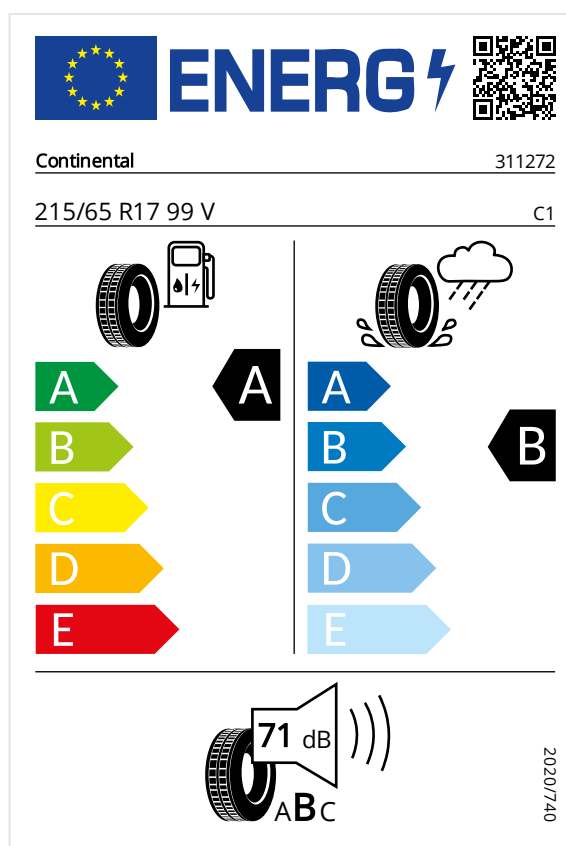 ENERG
Continental 311272
215/65 R17 99 V C1
A A A
B B B
C C
D D
E E
71 dB
ABC
2020/740